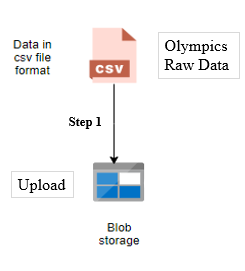 Data in
csv file
format
CSV
Olympics
Raw Data
Step 1
Upload
Blob
storage